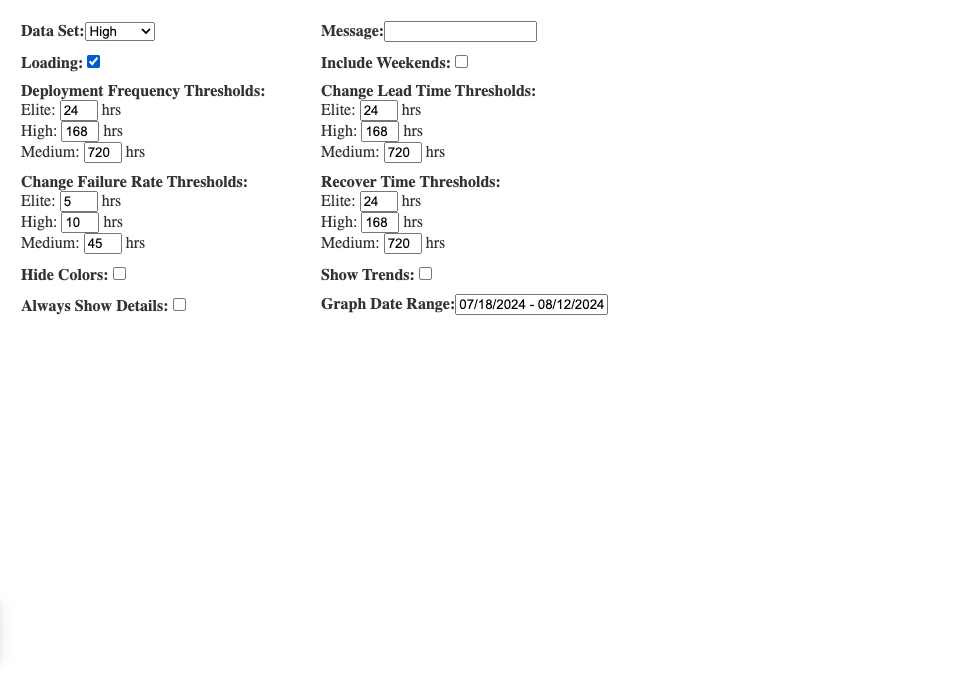 Data Set: High
Message:
Loading:
Include Weekends:
Deployment Frequency Thresholds:
Elite: 24 hrs
High: 168 hrs
Medium: 720 hrs
Change Lead Time Thresholds:
Elite: 24 hrs
High: 168 hrs
Medium: 720 hrs
Change Failure Rate Thresholds:
Elite: 5 hrs
High: 10 hrs
Medium: 45 hrs
Recover Time Thresholds:
Elite: 24 hrs
High: 168 hrs
Medium: 720 hrs
Hide Colors:
Show Trends:
Always Show Details:
Graph Date Range: 07/18/2024 - 08/12/2024